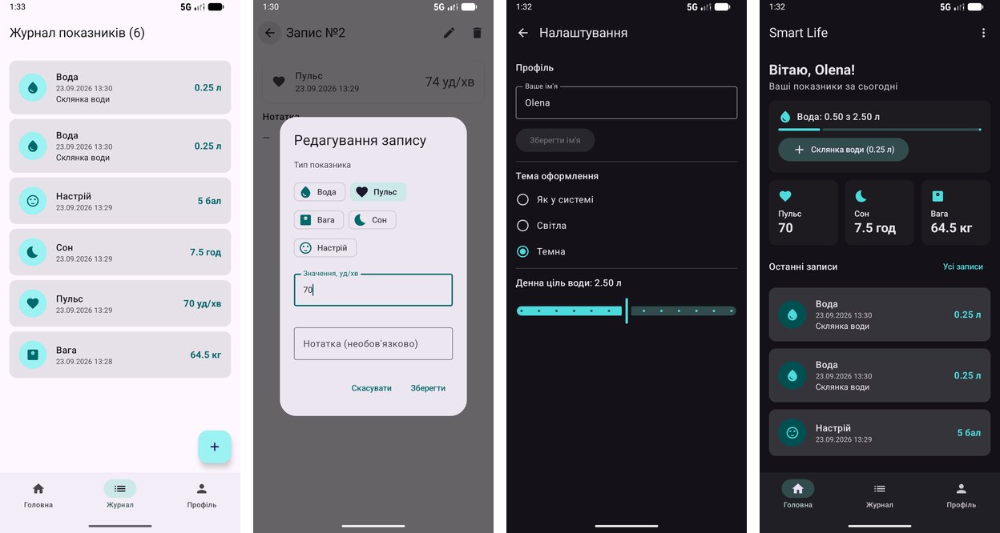 1:33
5G
Журнал показників (6)
Вода
23.09.2026 13:30
Склянка води
0.25 л
Вода
23.09.2026 13:30
Склянка води
0.25 л
Настрій
23.09.2026 13:29
5 бал
Сон
23.09.2026 13:29
7.5 год
Пульс
23.09.2026 13:29
70 уд/хв
Вага
23.09.2026 13:28
64.5 кг
+
Головна
Журнал
Профіль
1:30
5G
Запис №2
Пульс
23.09.2026 13:29
74 уд/хв
Нотатка
–
Редагування запису
Тип показника
Вода
Пульс
Вага
Сон
Настрій
Значення, уд/хв
70
Нотатка (необов'язково)
Скасувати
Зберегти
1:32
5G
Налаштування
Профіль
Ваше ім'я
Olena
Зберегти ім'я
Тема оформлення
Як у системі
Світла
Темна
Денна ціль води: 2.50 л
1:32
5G
Smart Life
Вітаю, Olena!
Ваші показники за сьогодні
Вода: 0.50 з 2.50 л
+ Склянка води (0.25 л)
Пульс
70
Сон
7.5 год
Вага
64.5 кг
Останні записи
Усі записи
Вода
23.09.2026 13:30
Склянка води
0.25 л
Вода
23.09.2026 13:30
Склянка води
0.25 л
Настрій
23.09.2026 13:29
5 бал
Головна
Журнал
Профіль